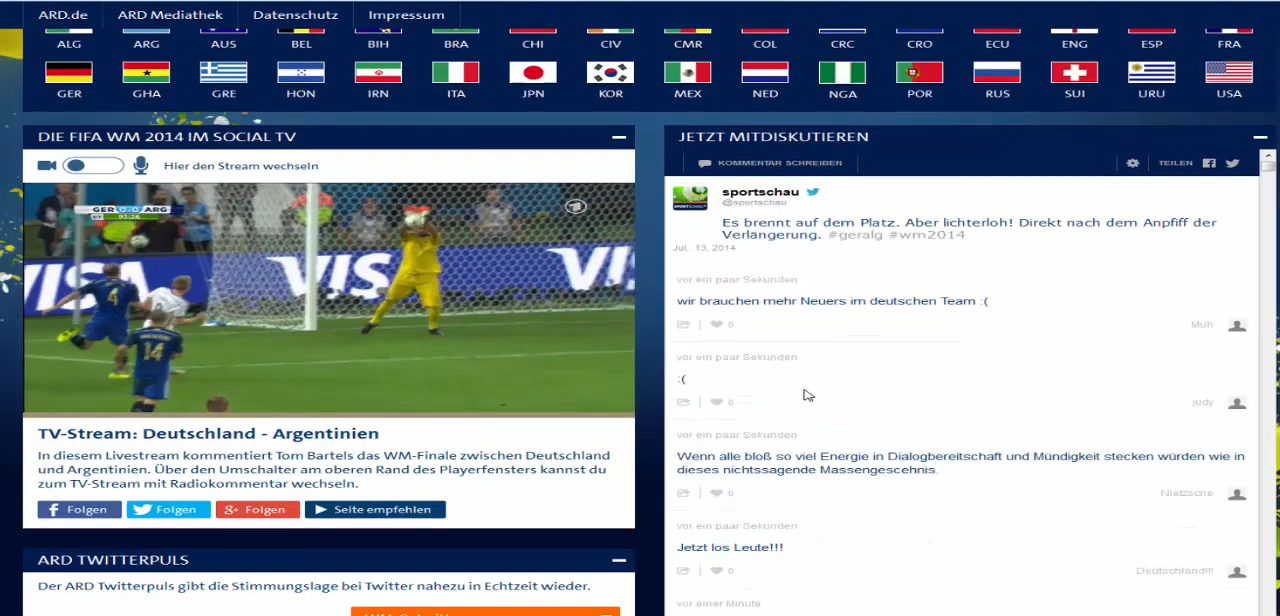 ARD.de ARD Mediathek Datenschutz Impressum
ALG ARG AUS BEL BIH BRA CHI CIV CMR COL CRC CRO ECU ENG ESP FRA
GER GHA GRE HON IRN ITA JPN KOR MEX NED NGA POR RUS SUI URU USA
DIE FIFA WM 2014 IM SOCIAL TV
Hier den Stream wechseln
GER 0-0 ARG
VISA VISA VI
4
14
TV-Stream: Deutschland - Argentinien
In diesem Livestream kommentiert Tom Bartels das WM-Finale zwischen Deutschland
und Argentinien. Über den Umschalter am oberen Rand des Playerfensters kannst du
zum TV-Stream mit Radiokommentar wechseln.
Folgen Folgen Folgen Seite empfehlen
ARD TWITTERPULS
Der ARD Twitterpuls gibt die Stimmungslage bei Twitter nahezu in Echtzeit wieder.
JETZT MITDISKUTIEREN
KOMMENTAR SCHREIBEN TEILEN
sportschau
@sportschau
Es brennt auf dem Platz. Aber lichterloh! Direkt nach dem Anpfiff der
Verlängerung. #geralg #wm2014
Jul. 13, 2014
vor ein paar Sekunden
wir brauchen mehr Neuers im deutschen Team :(
0 Muh
vor ein paar Sekunden
:(
0 judy
vor ein paar Sekunden
Wenn alle bloß so viel Energie in Dialogbereitschaft und Mündigkeit stecken würden wie in
dieses nichtssagende Massengescehnis.
0 Nietzsche
vor ein paar Sekunden
Jetzt los Leute!!!
0 Deutschland!!!
vor einer Minute